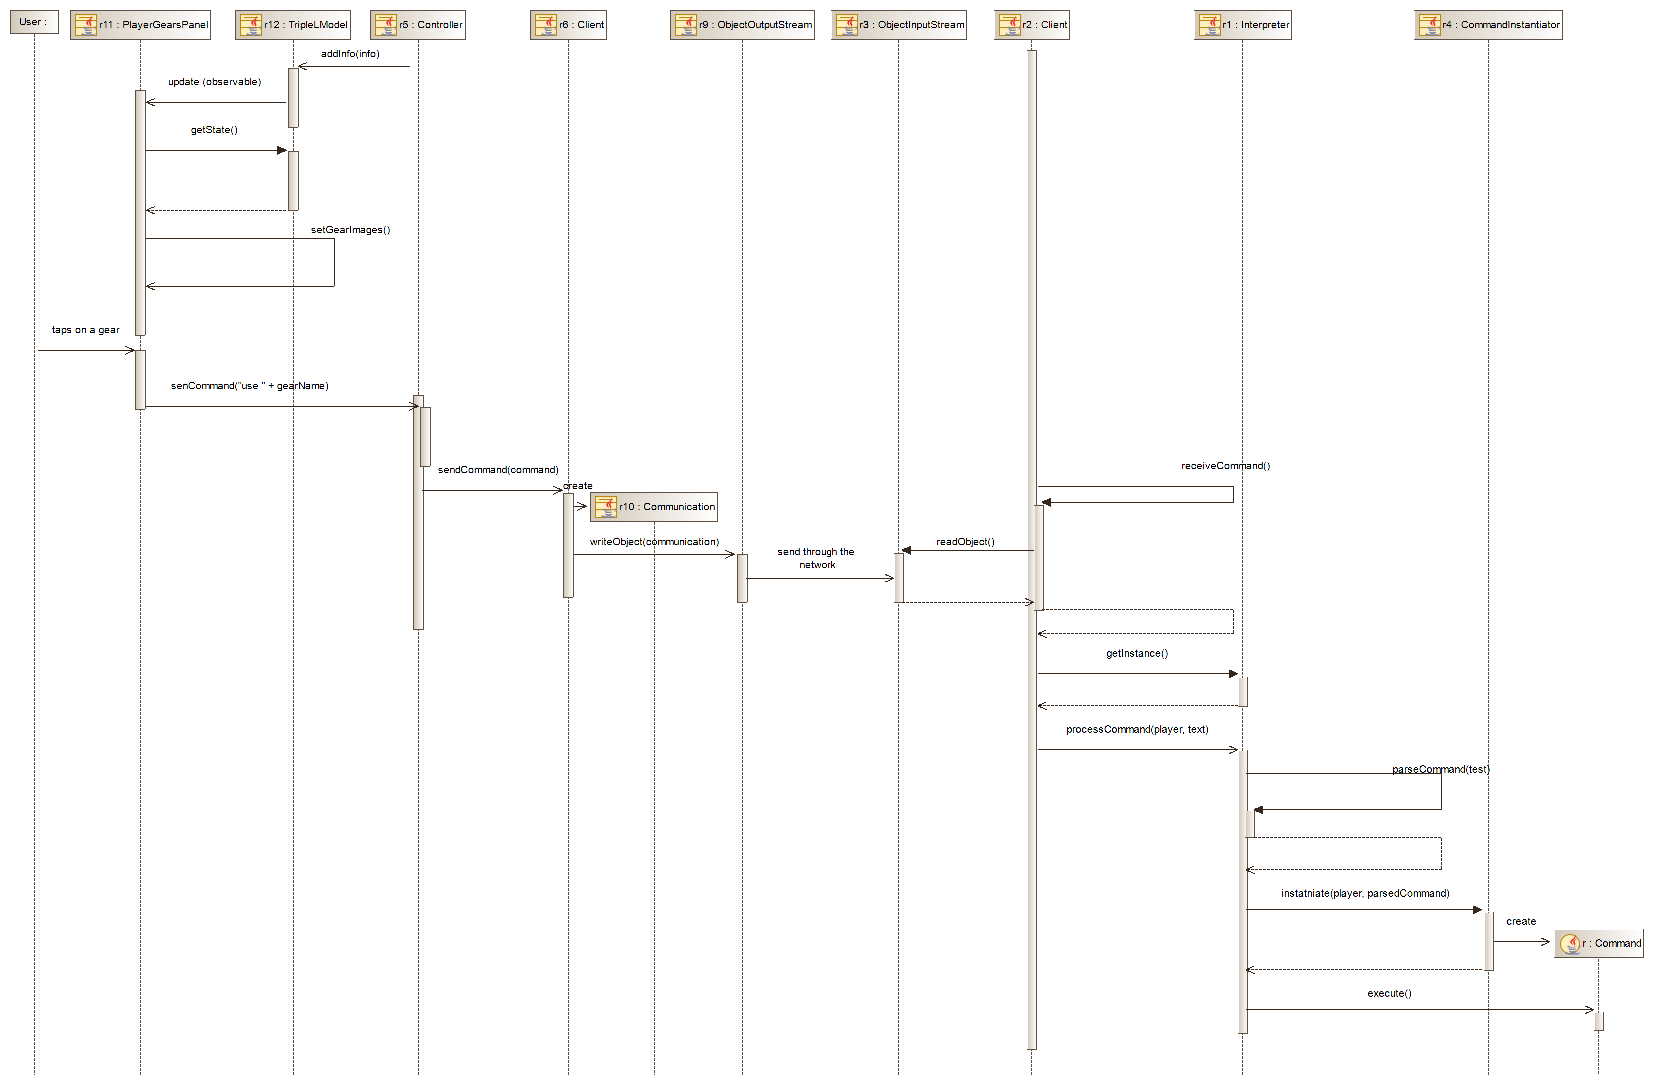 User :
r11 : PlayerGearsPanel
r12 : TripleLModel
r5 : Controller
r6 : Client
r9 : ObjectOutputStream
r3 : ObjectInputStream
r2 : Client
r1 : Interpreter
r4 : CommandInstantiator
addInfo(info)
update (observable)
getState()
setGearImages()
taps on a gear
senCommand("use " + gearName)
sendCommand(command)
receiveCommand()
create
r10 : Communication
writeObject(communication)
send through the
network
readObject()
getInstance()
processCommand(player, text)
parseCommand(test)
instatniate(player, parsedCommand)
create
r : Command
execute()